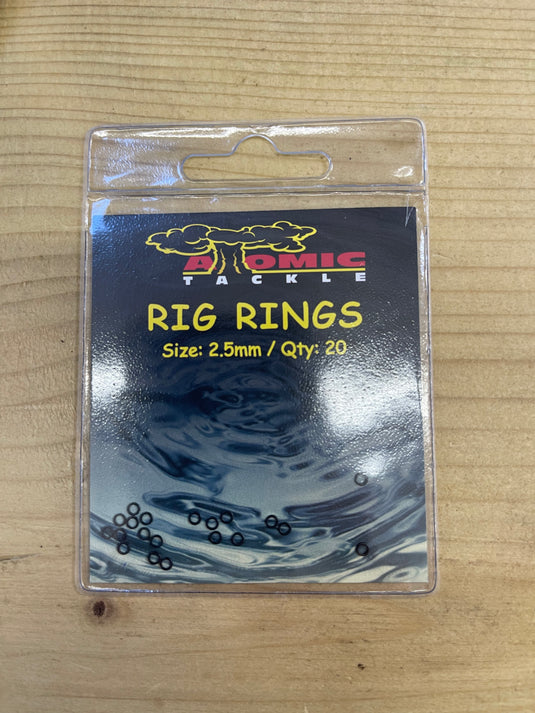 ATOMIC
TACKLE
RIG RINGS
Size: 2.5mm / Qty: 20